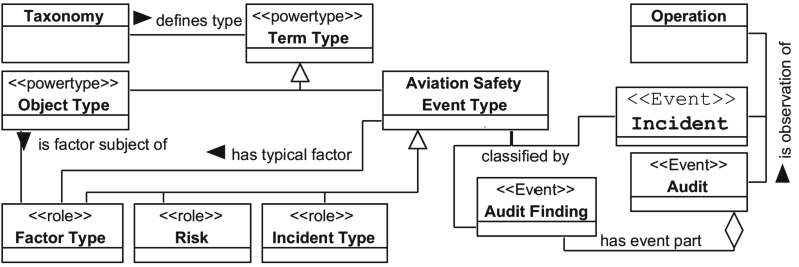 Taxonomy
defines type
<<powertype>>
Term Type
Operation
<<powertype>>
Object Type
Aviation Safety
Event Type
<<Event>>
Incident
is observation of
is factor subject of
has typical factor
classified by
<<Event>>
Audit
<<Event>>
Audit Finding
<<role>>
Factor Type
<<role>>
Risk
<<role>>
Incident Type
has event part